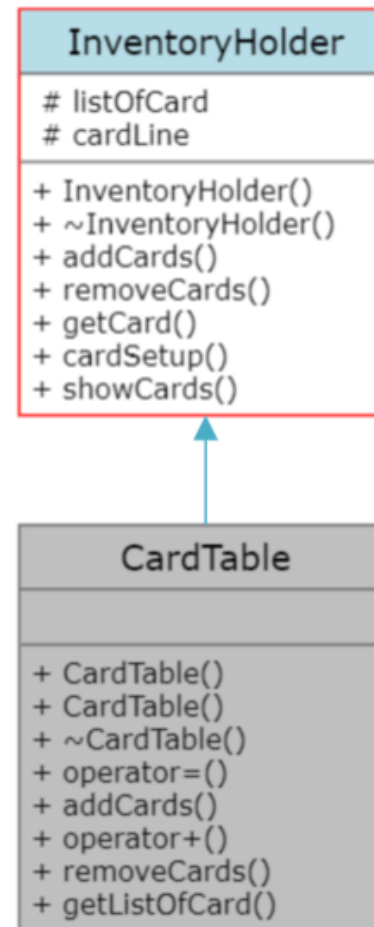 InventoryHolder
# listOfCard
# cardLine
+ InventoryHolder()
+ ~InventoryHolder()
+ addCards()
+ removeCards()
+ getCard()
+ cardSetup()
+ showCards()
CardTable
+ CardTable()
+ CardTable()
+ ~CardTable()
+ operator=()
+ addCards()
+ operator+()
+ removeCards()
+ getListOfCard()